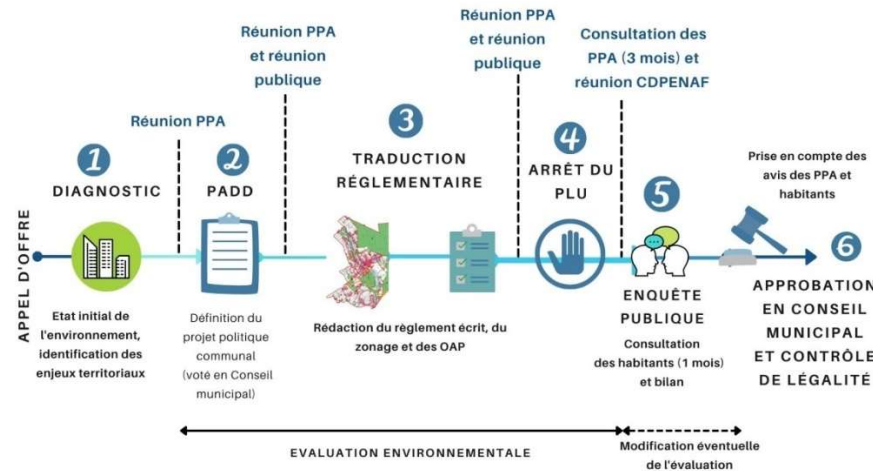 APPEL D'OFFRE
1
DIAGNOSTIC
Etat initial de
l'environnement,
identification des
enjeux territoriaux
Réunion PPA
2
PADD
Définition du
projet politique
communal
(voté en Conseil
municipal)
Réunion PPA
et réunion
publique
3
TRADUCTION
RÉGLEMENTAIRE
Rédaction du règlement écrit, du
zonage et des OAP
Réunion PPA
et réunion
publique
4
ARRÊT DU
PLU
Consultation des
PPA (3 mois) et
réunion CDPENAF
5
ENQUÊTE
PUBLIQUE
Consultation
des habitants (1 mois)
et bilan
Prise en compte des
avis des PPA et
habitants
6
APPROBATION
EN CONSEIL
MUNICIPAL
ET CONTRÔLE
DE LÉGALITÉ
EVALUATION ENVIRONNEMENTALE
Modification éventuelle
de l'évaluation